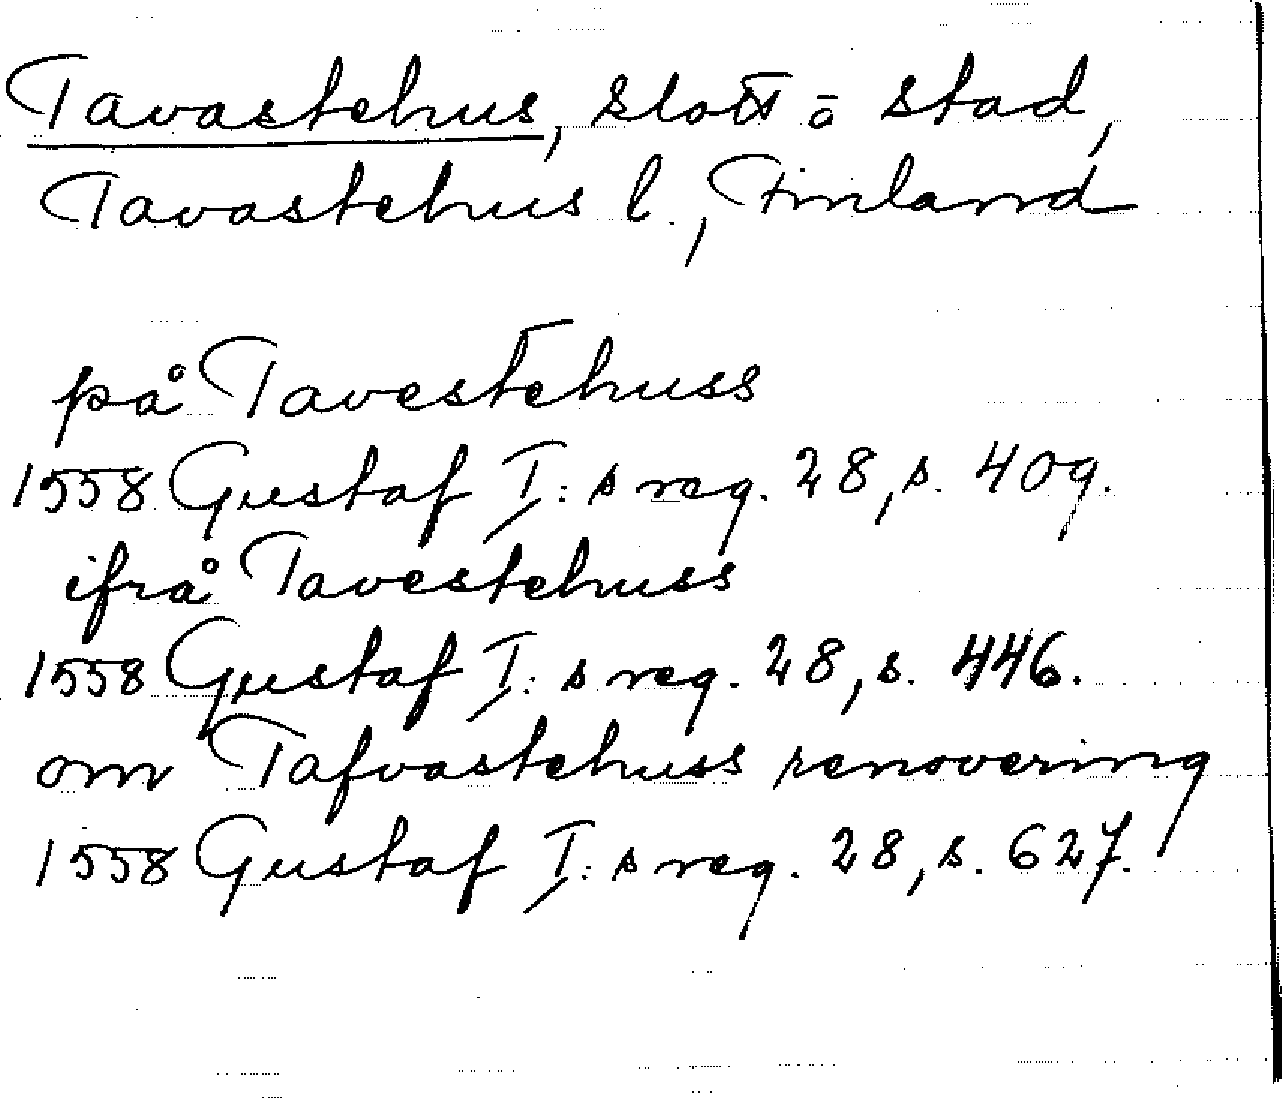 Tavastehus, slott o stad,
Tavastehus l., Finland
på Tavestehuss
1558 Gustaf I:s reg. 28, s. 409.
ifrå Tavestehuss
1558 Gustaf I:s reg. 28, s. 446.
om Tafvastehuss renovering
1558 Gustaf I:s reg. 28, s. 627.